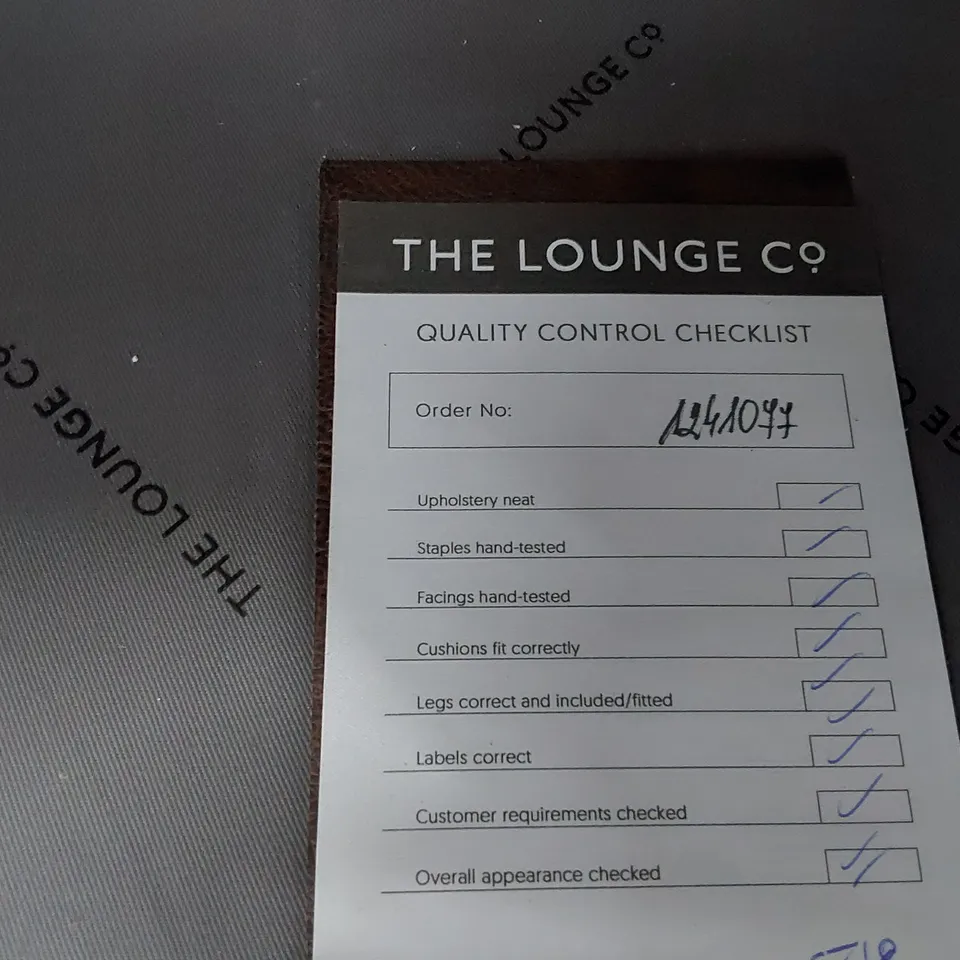 LOUNGE Cº
THE LOUNGE Cº
THE LOUNGE Cº
QUALITY CONTROL CHECKLIST
Order No: 1241077
Upholstery neat
Staples hand-tested
Facings hand-tested
Cushions fit correctly
Legs correct and included/fitted
Labels correct
Customer requirements checked
Overall appearance checked